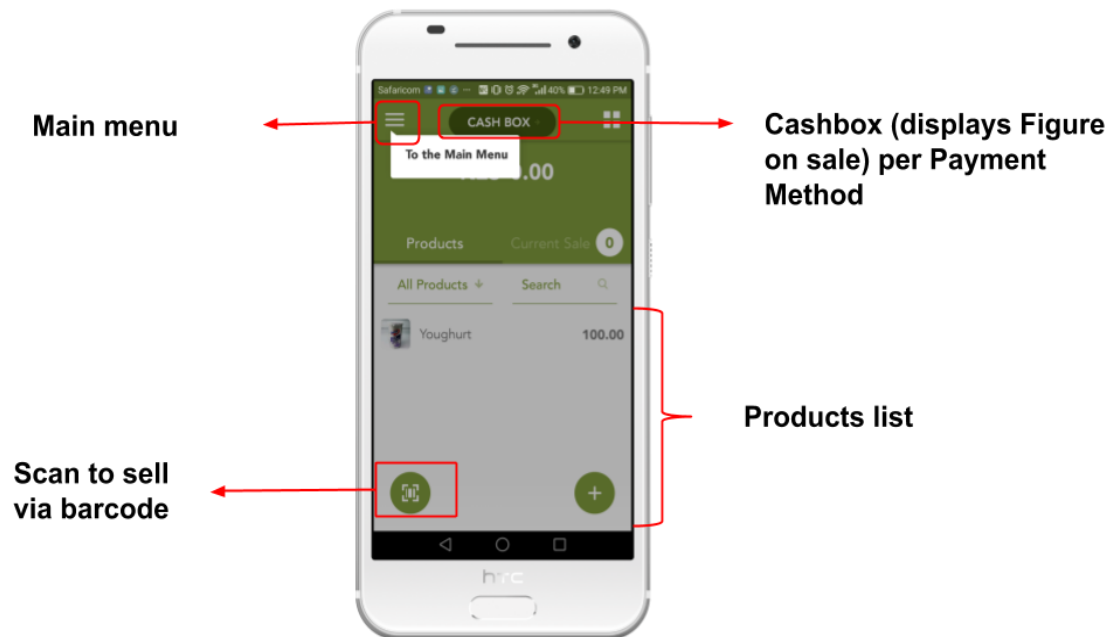 Safaricom 40% 12:49 PM
Main menu
CASH BOX
Cashbox (displays Figure
on sale) per Payment
Method
To the Main Menu
0.00
Products
Current Sale 0
All Products
Search
Youghurt
100.00
Products list
Scan to sell
via barcode
htc